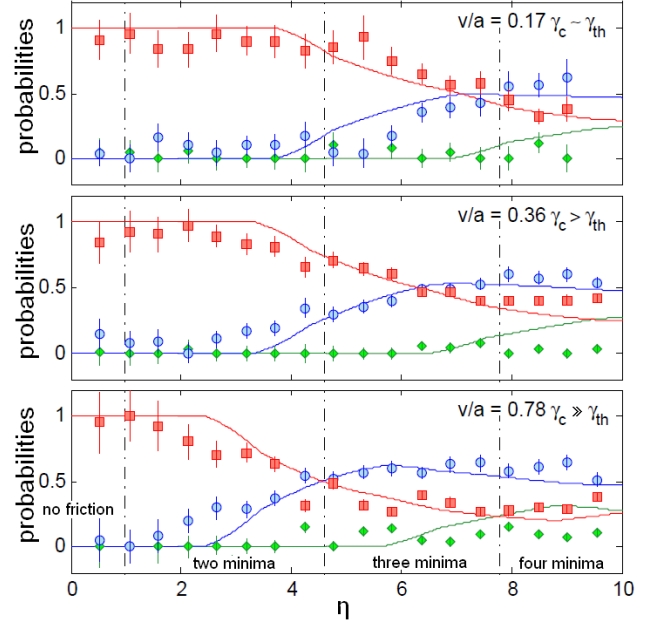 v/a = 0.17 γc ~ γth
probabilities
1
0.5
0
v/a = 0.36 γc > γth
probabilities
1
0.5
0
v/a = 0.78 γc ≫ γth
probabilities
1
0.5
0
no friction
two minima
three minima
four minima
0 2 4 6 8 10
η